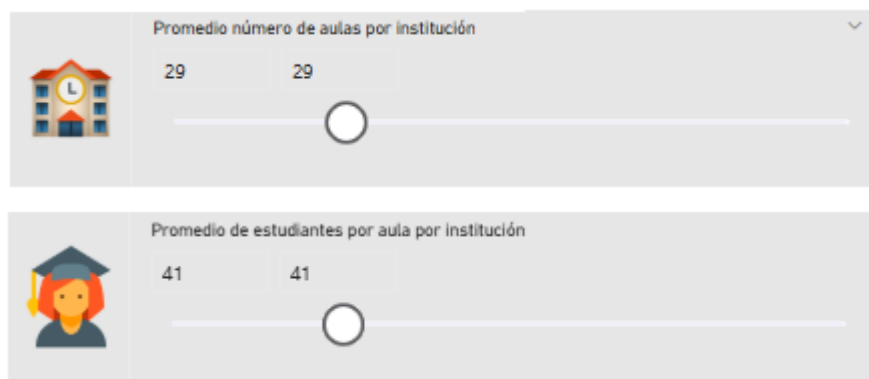 Promedio número de aulas por institución
29 29
Promedio de estudiantes por aula por institución
41 41